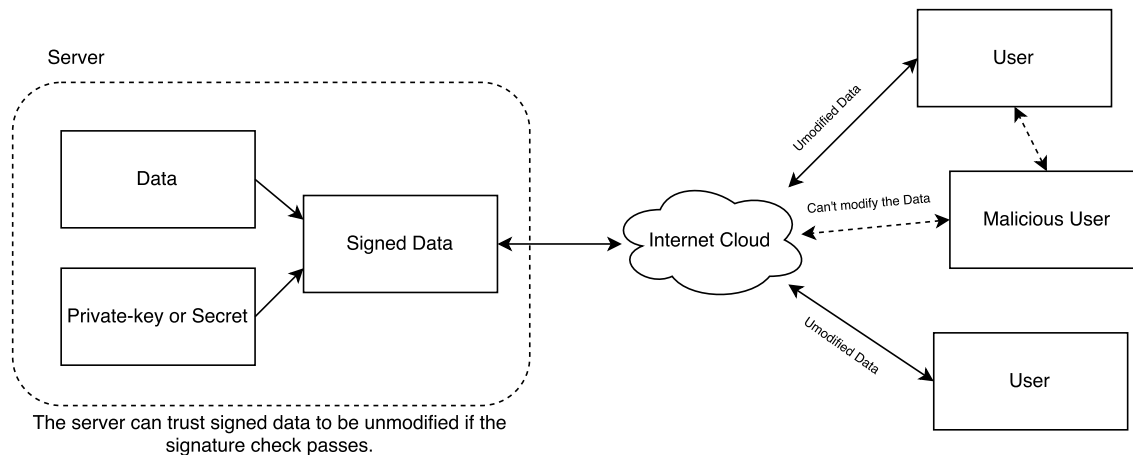 Server
Data
Private-key or Secret
Signed Data
The server can trust signed data to be unmodified if the
signature check passes.
Internet Cloud
Umodified Data
Can't modify the Data
Umodified Data
User
Malicious User
User